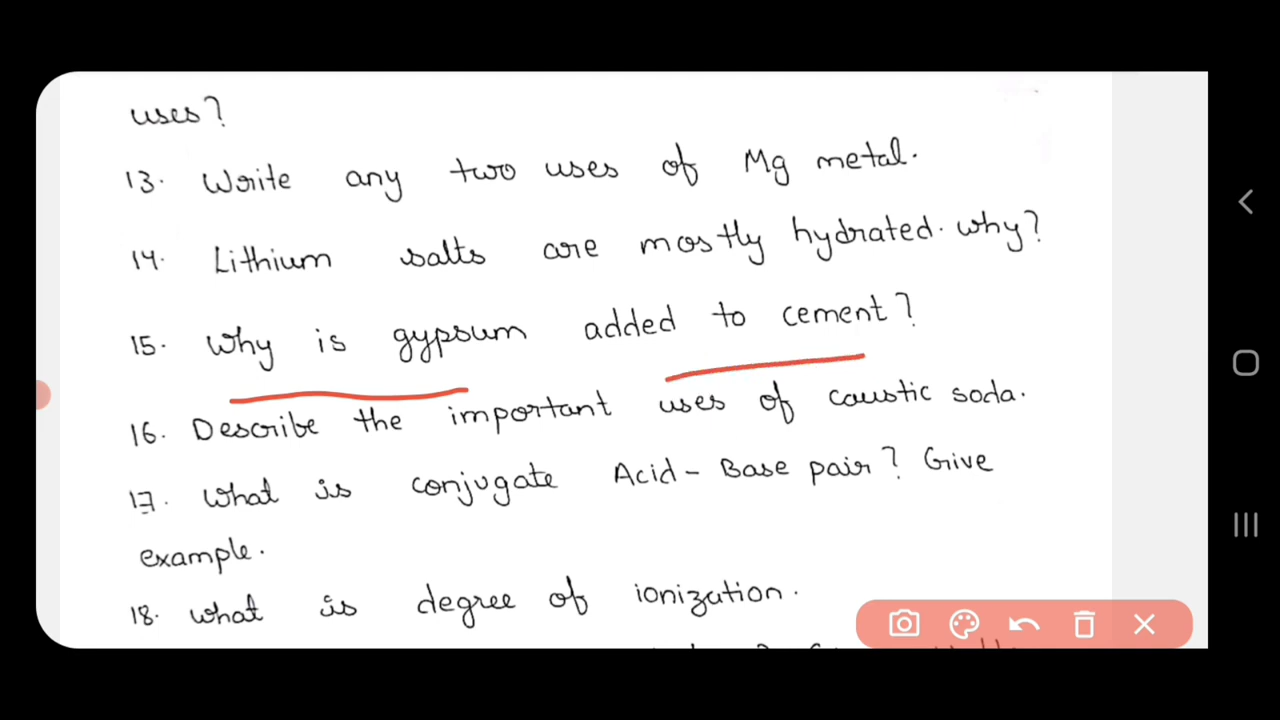 uses?
13. Write any two uses of Mg metal.
14. Lithium salts are mostly hydrated. why?
15. Why is gypsum added to cement?
16. Describe the important uses of caustic soda.
17. What is conjugate Acid - Base pair? Give
example.
18. What is degree of ionization.